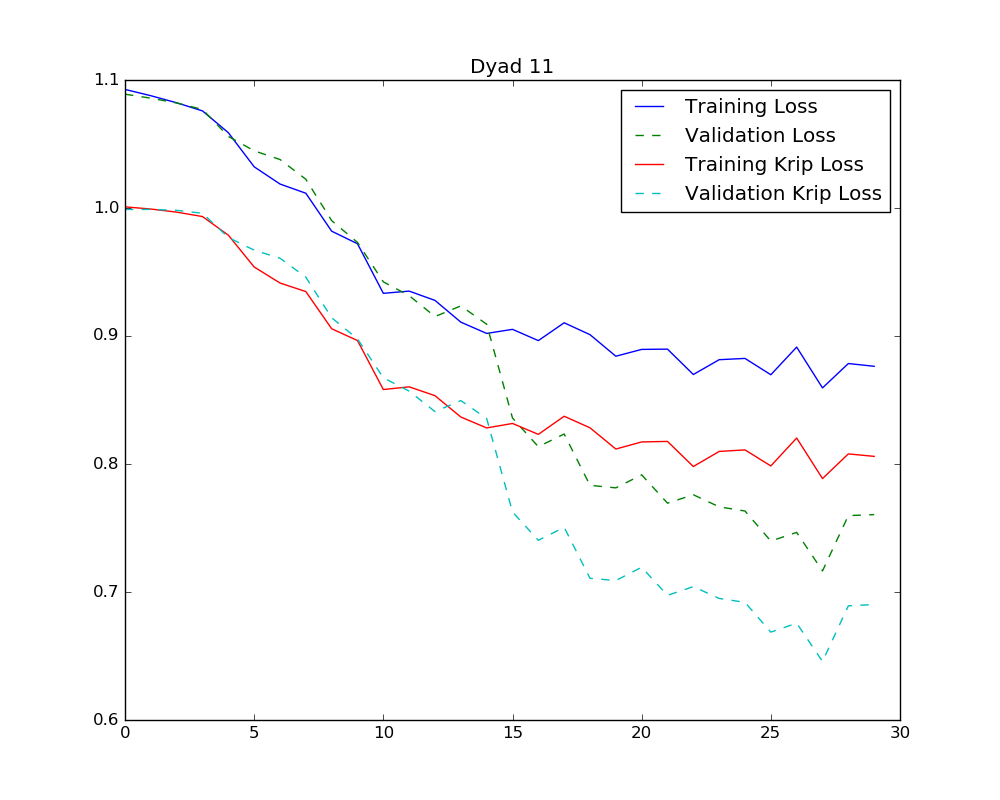 Dyad 11
1.1
1.0
0.9
0.8
0.7
0.6
Training Loss
Validation Loss
Training Krip Loss
Validation Krip Loss
0 5 10 15 20 25 30